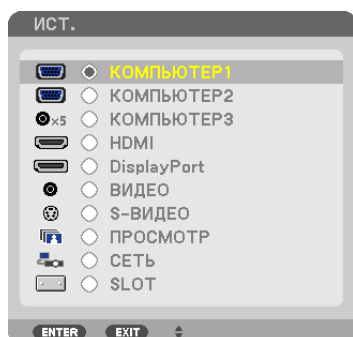 ИСТ.
КОМПЬЮТЕР1
КОМПЬЮТЕР2
×5 КОМПЬЮТЕР3
HDMI
DisplayPort
ВИДЕО
S-ВИДЕО
ПРОСМОТР
СЕТЬ
SLOT
ENTER EXIT